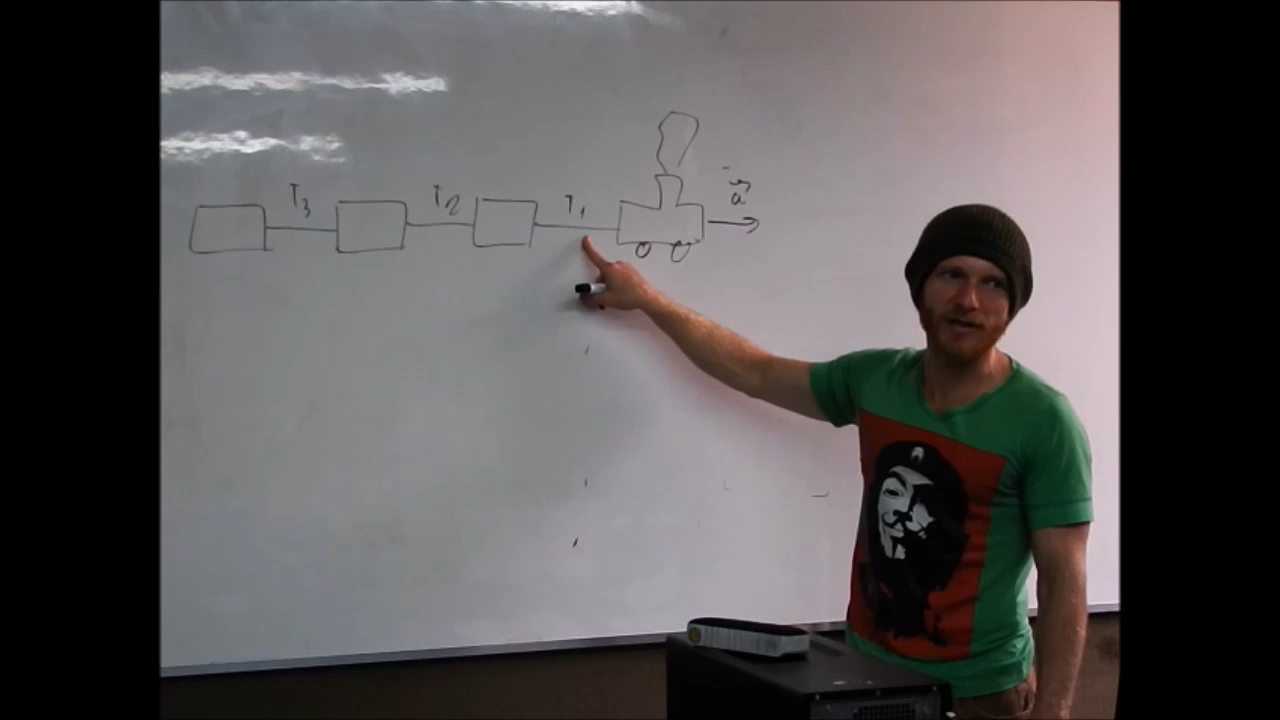 T₃ T₂ T₁ a⃗